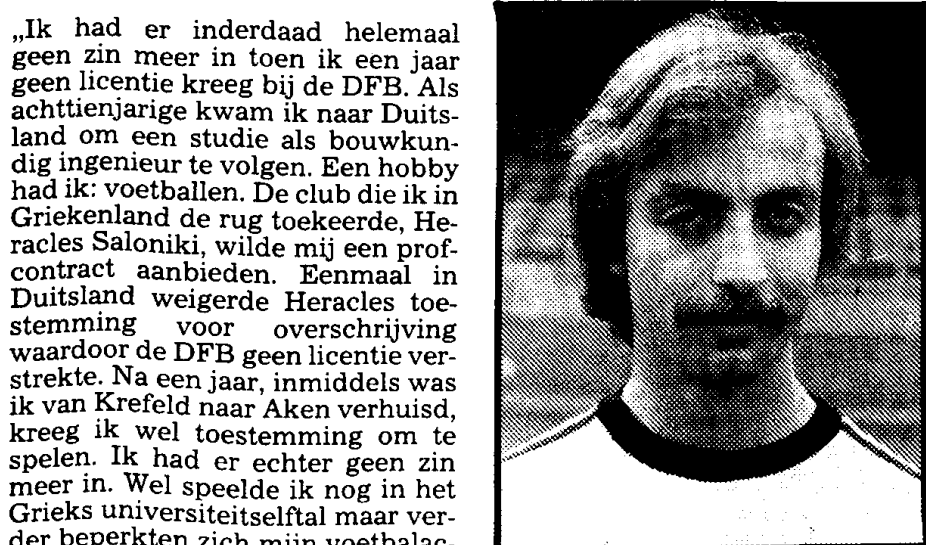 „Ik had er inderdaad helemaal
geen zin meer in toen ik een jaar
geen licentie kreeg bij de DFB. Als
achttienjarige kwam ik naar Duits-
land om een studie als bouwkun-
dig ingenieur te volgen. Een hobby
had ik: voetballen. De club die ik in
Griekenland de rug toekeerde, He-
racles Saloniki, wilde mij een prof-
contract aanbieden. Eenmaal in
Duitsland weigerde Heracles toe-
stemming voor overschrijving
waardoor de DFB geen licentie ver-
strekte. Na een jaar, inmiddels was
ik van Krefeld naar Aken verhuisd,
kreeg ik wel toestemming om te
spelen. Ik had er echter geen zin
meer in. Wel speelde ik nog in het
Grieks universiteitselftal maar ver-
der beperkten zich mijn voetbalac-